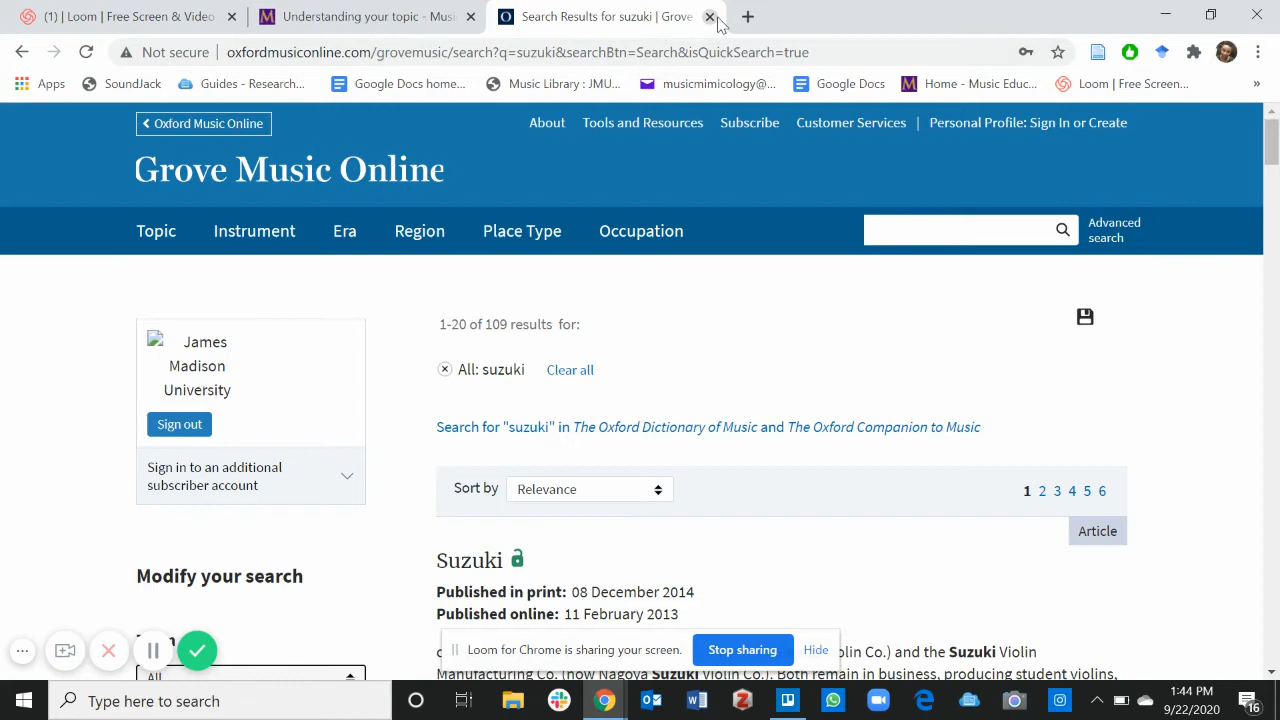 (1) Loom | Free Screen & Video
Understanding your topic - Musi
Search Results for suzuki | Grove
Not secure | oxfordmusiconline.com/grovemusic/search?q=suzuki&searchBtn=Search&isQuickSearch=true
Apps SoundJack Guides - Research... Google Docs home... Music Library : JMU... musicmimicology@... Google Docs Home - Music Educ... Loom | Free Screen... »
Oxford Music Online
About Tools and Resources Subscribe Customer Services | Personal Profile: Sign In or Create
Grove Music Online
Topic Instrument Era Region Place Type Occupation
Advanced
search
1-20 of 109 results for:
James
Madison
University
All: suzuki Clear all
Sign out
Search for "suzuki" in The Oxford Dictionary of Music and The Oxford Companion to Music
Sign in to an additional
subscriber account
Sort by Relevance 1 2 3 4 5 6
Article
Suzuki
Modify your search
Published in print: 08 December 2014
Published online: 11 February 2013
Loom for Chrome is sharing your screen. Stop sharing Hide
lin Co.) and the Suzuki Violin
All
Manufacturing Co. (now Nagoya Suzuki Violin Co.). Both remain in business, producing student violins,
Type here to search
1:44 PM
9/22/2020
16